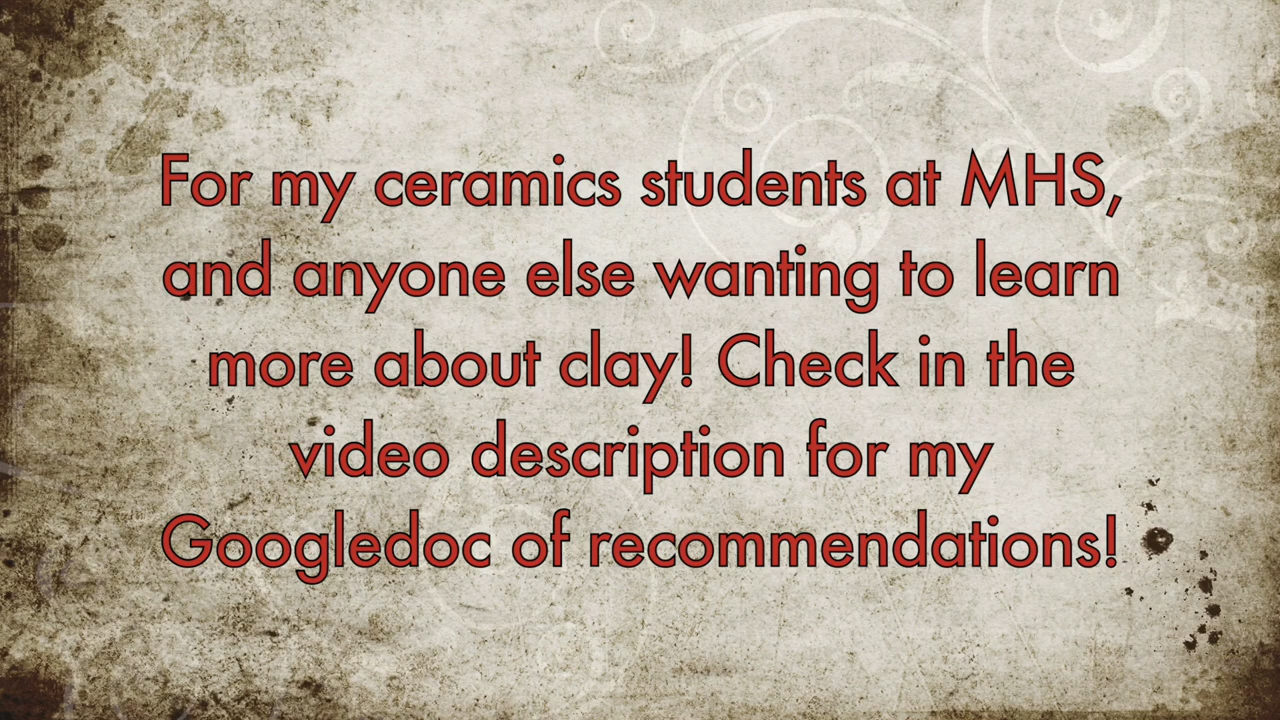 For my ceramics students at MHS,
and anyone else wanting to learn
more about clay! Check in the
video description for my
Googledoc of recommendations!